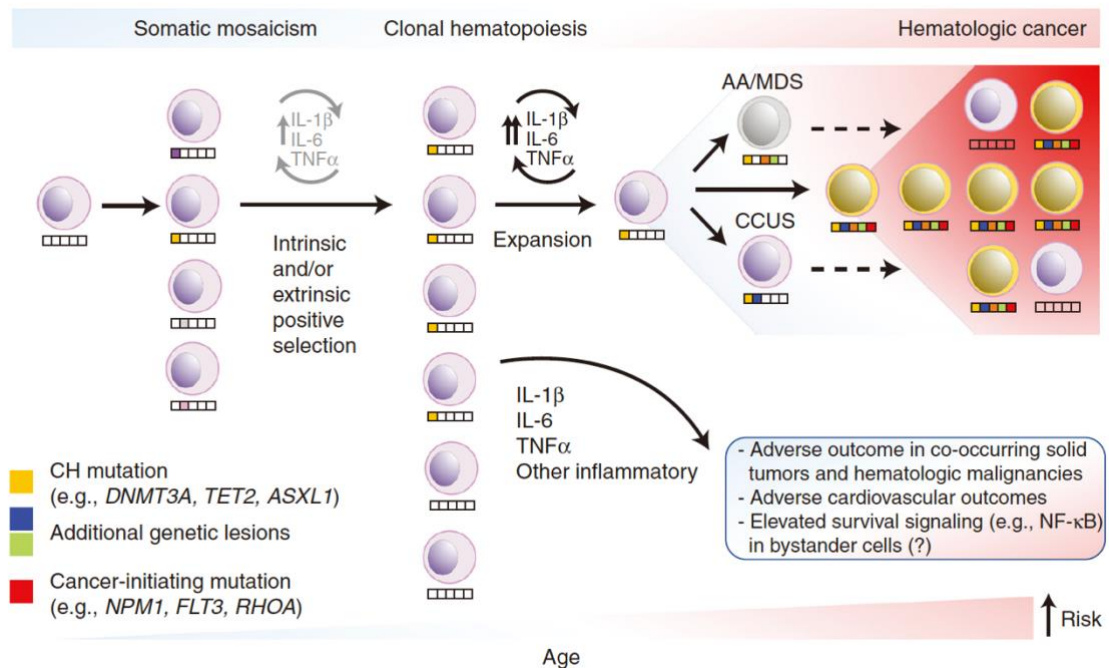 Somatic mosaicism
Clonal hematopoiesis
Hematologic cancer
IL-1β
IL-6
TNFα
IL-1β
IL-6
TNFα
AA/MDS
CCUS
Intrinsic
and/or
extrinsic
positive
selection
Expansion
IL-1β
IL-6
TNFα
Other inflammatory
- Adverse outcome in co-occurring solid
tumors and hematologic malignancies
- Adverse cardiovascular outcomes
- Elevated survival signaling (e.g., NF-κB)
in bystander cells (?)
CH mutation
(e.g., DNMT3A, TET2, ASXL1)
Additional genetic lesions
Cancer-initiating mutation
(e.g., NPM1, FLT3, RHOA)
Risk
Age